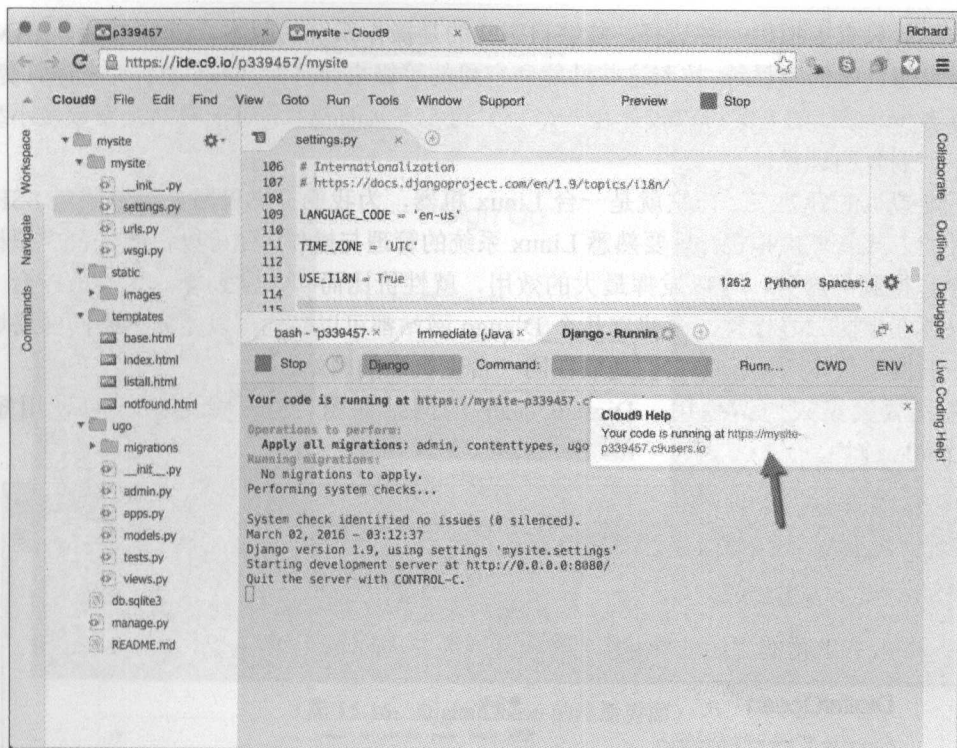 p339457 × mysite - Cloud9 × Richard
https://ide.c9.io/p339457/mysite
Cloud9 File Edit Find View Goto Run Tools Window Support Preview Stop
Workspace
Navigate
Commands
mysite
mysite
__init__.py
settings.py
urls.py
wsgi.py
static
images
templates
base.html
index.html
listall.html
notfound.html
ugo
migrations
__init__.py
admin.py
apps.py
models.py
tests.py
views.py
db.sqlite3
manage.py
README.md
settings.py ×
106 # Internationalization
107 # https://docs.djangoproject.com/en/1.9/topics/i18n/
108
109 LANGUAGE_CODE = 'en-us'
110
111 TIME_ZONE = 'UTC'
112
113 USE_I18N = True
114
115
126:2 Python Spaces: 4
bash - "p339457- × Immediate (Java × Django - Runnin ×
Stop Django Command: Runn... CWD ENV
Your code is running at https://mysite-p339457.c
Operations to perform:
Apply all migrations: admin, contenttypes, ugo
Running migrations:
No migrations to apply.
Performing system checks...
System check identified no issues (0 silenced).
March 02, 2016 - 03:12:37
Django version 1.9, using settings 'mysite.settings'
Starting development server at http://0.0.0.0:8080/
Quit the server with CONTROL-C.
Cloud9 Help ×
Your code is running at https://mysite-
p339457.c9users.io
Collaborate
Outline
Debugger
Live Coding Help!